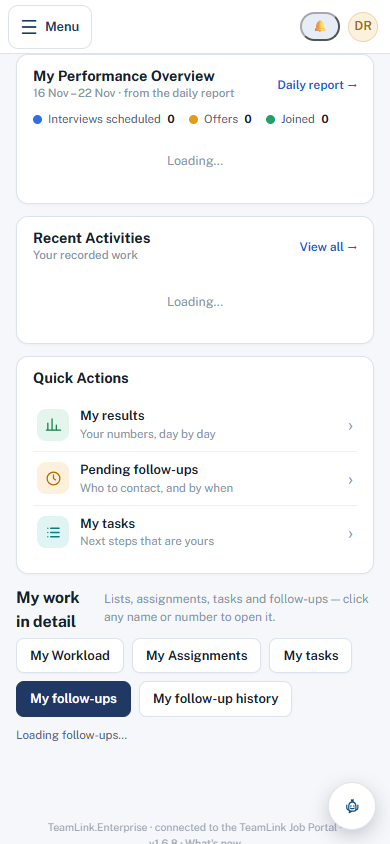 Menu
DR
My Performance Overview
16 Nov – 22 Nov · from the daily report
Daily report →
Interviews scheduled 0 Offers 0 Joined 0
Loading...
Recent Activities
Your recorded work
View all →
Loading...
Quick Actions
My results
Your numbers, day by day
›
Pending follow-ups
Who to contact, and by when
›
My tasks
Next steps that are yours
›
My work
in detail
Lists, assignments, tasks and follow-ups — click
any name or number to open it.
My Workload
My Assignments
My tasks
My follow-ups
My follow-up history
Loading follow-ups...
TeamLink.Enterprise · connected to the TeamLink Job Portal ·
v1.6.8 · What's new